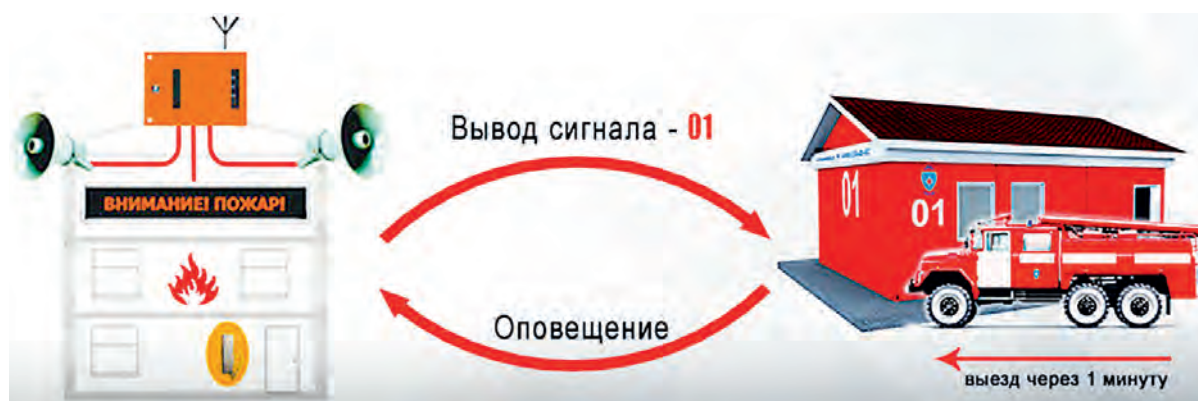 Вывод сигнала - 01
ВНИМАНИЕ! ПОЖАР!
01
01
Оповещение
выезд через 1 минуту